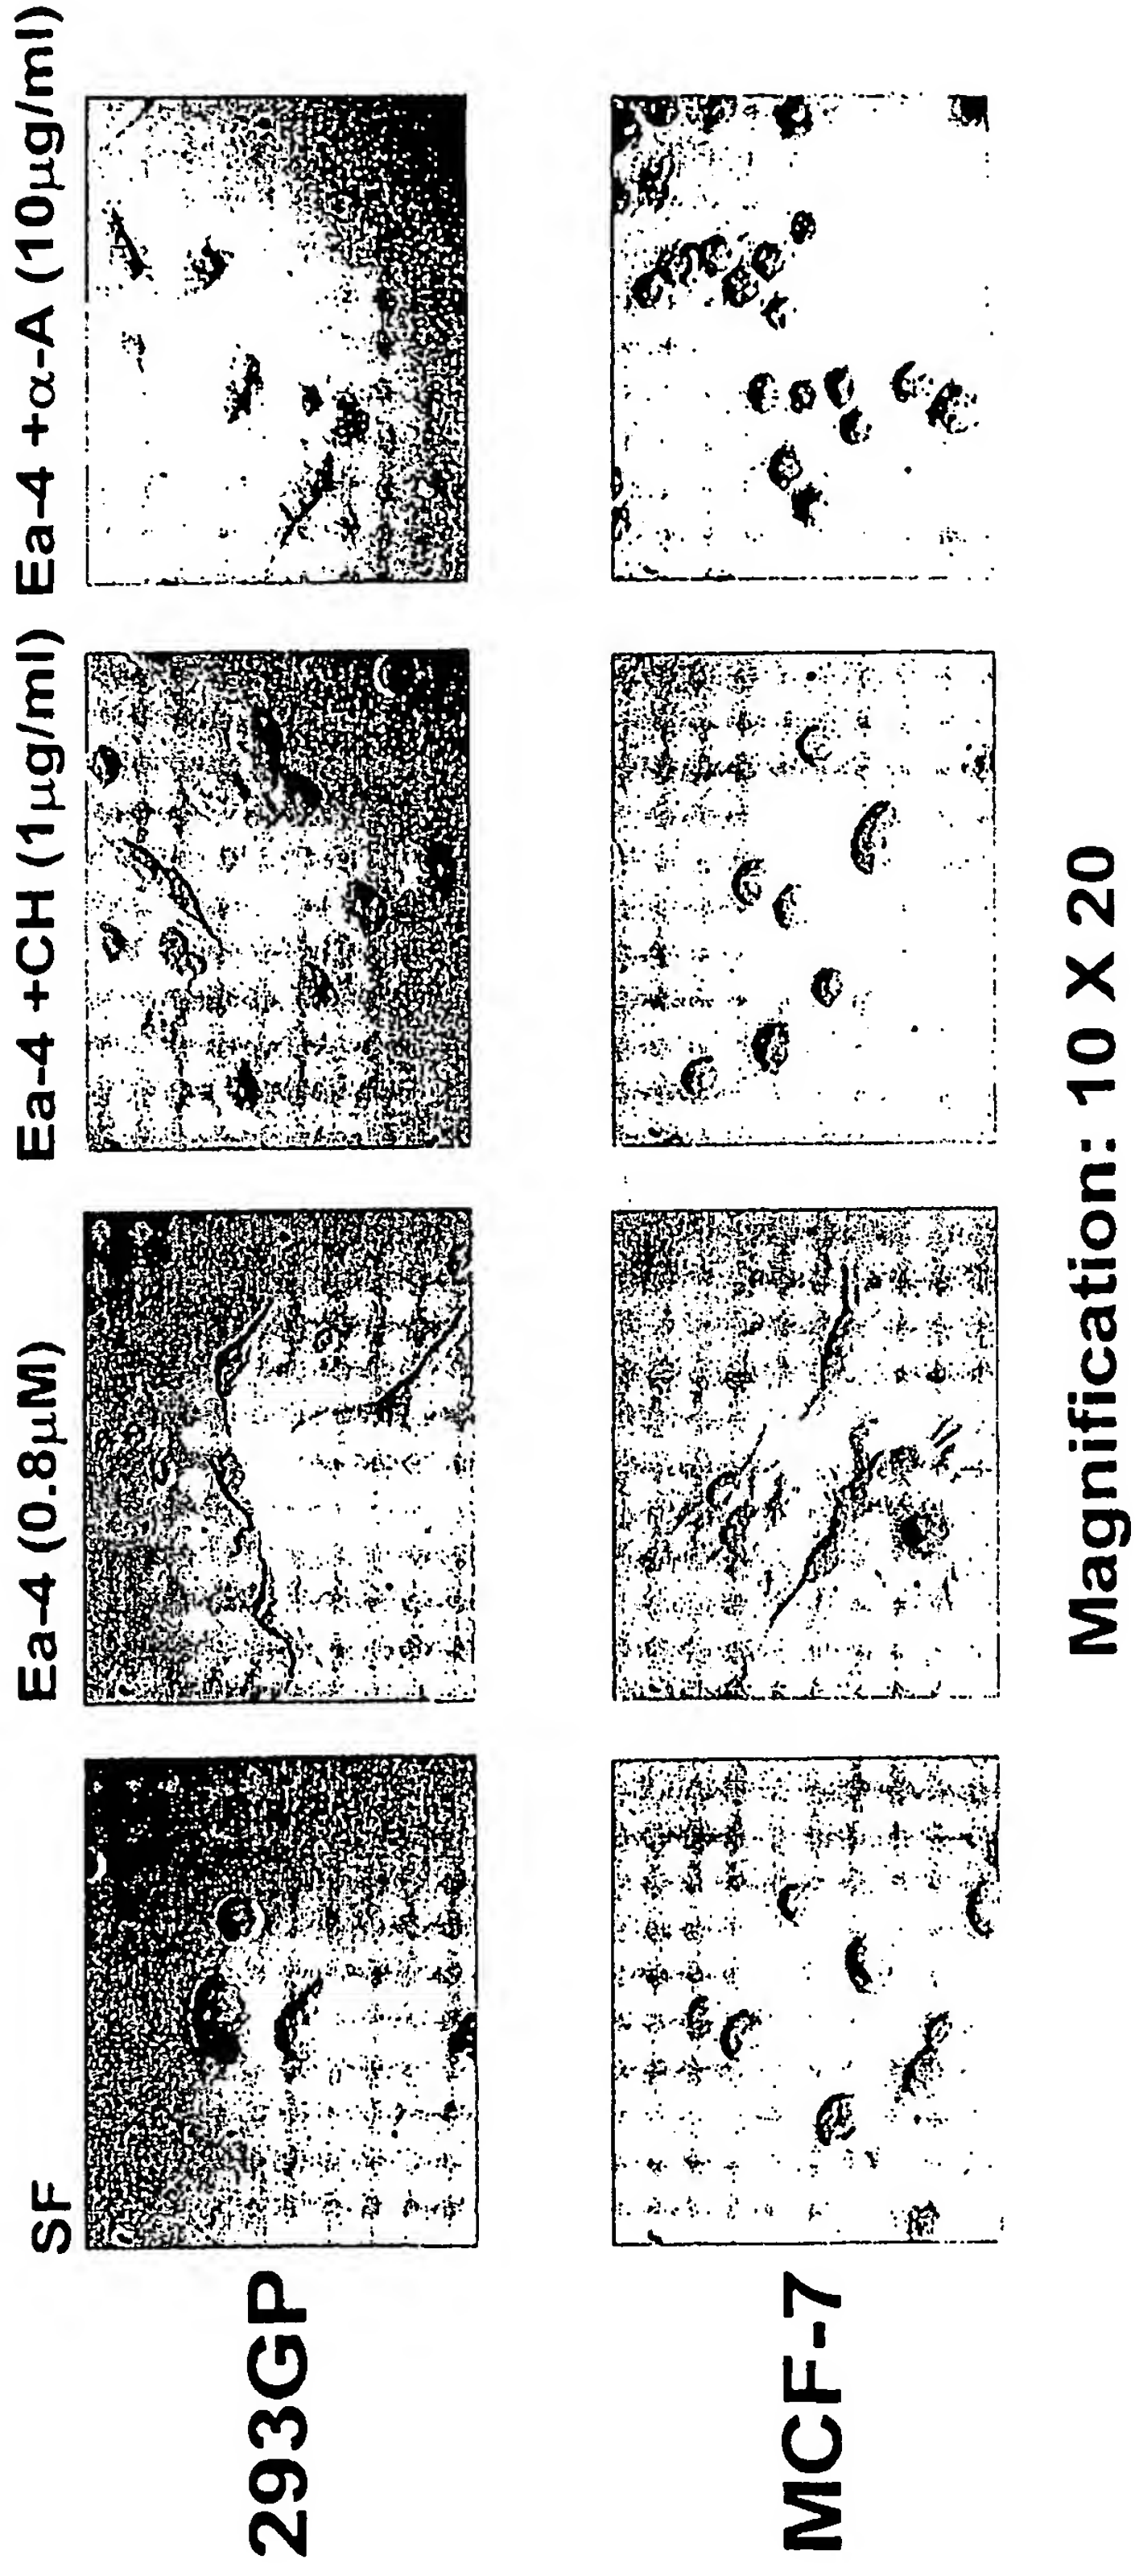 SF Ea-4 (0.8μM) Ea-4 +CH (1μg/ml) Ea-4 +α-A (10μg/ml)
293GP
MCF-7
Magnification: 10 X 20